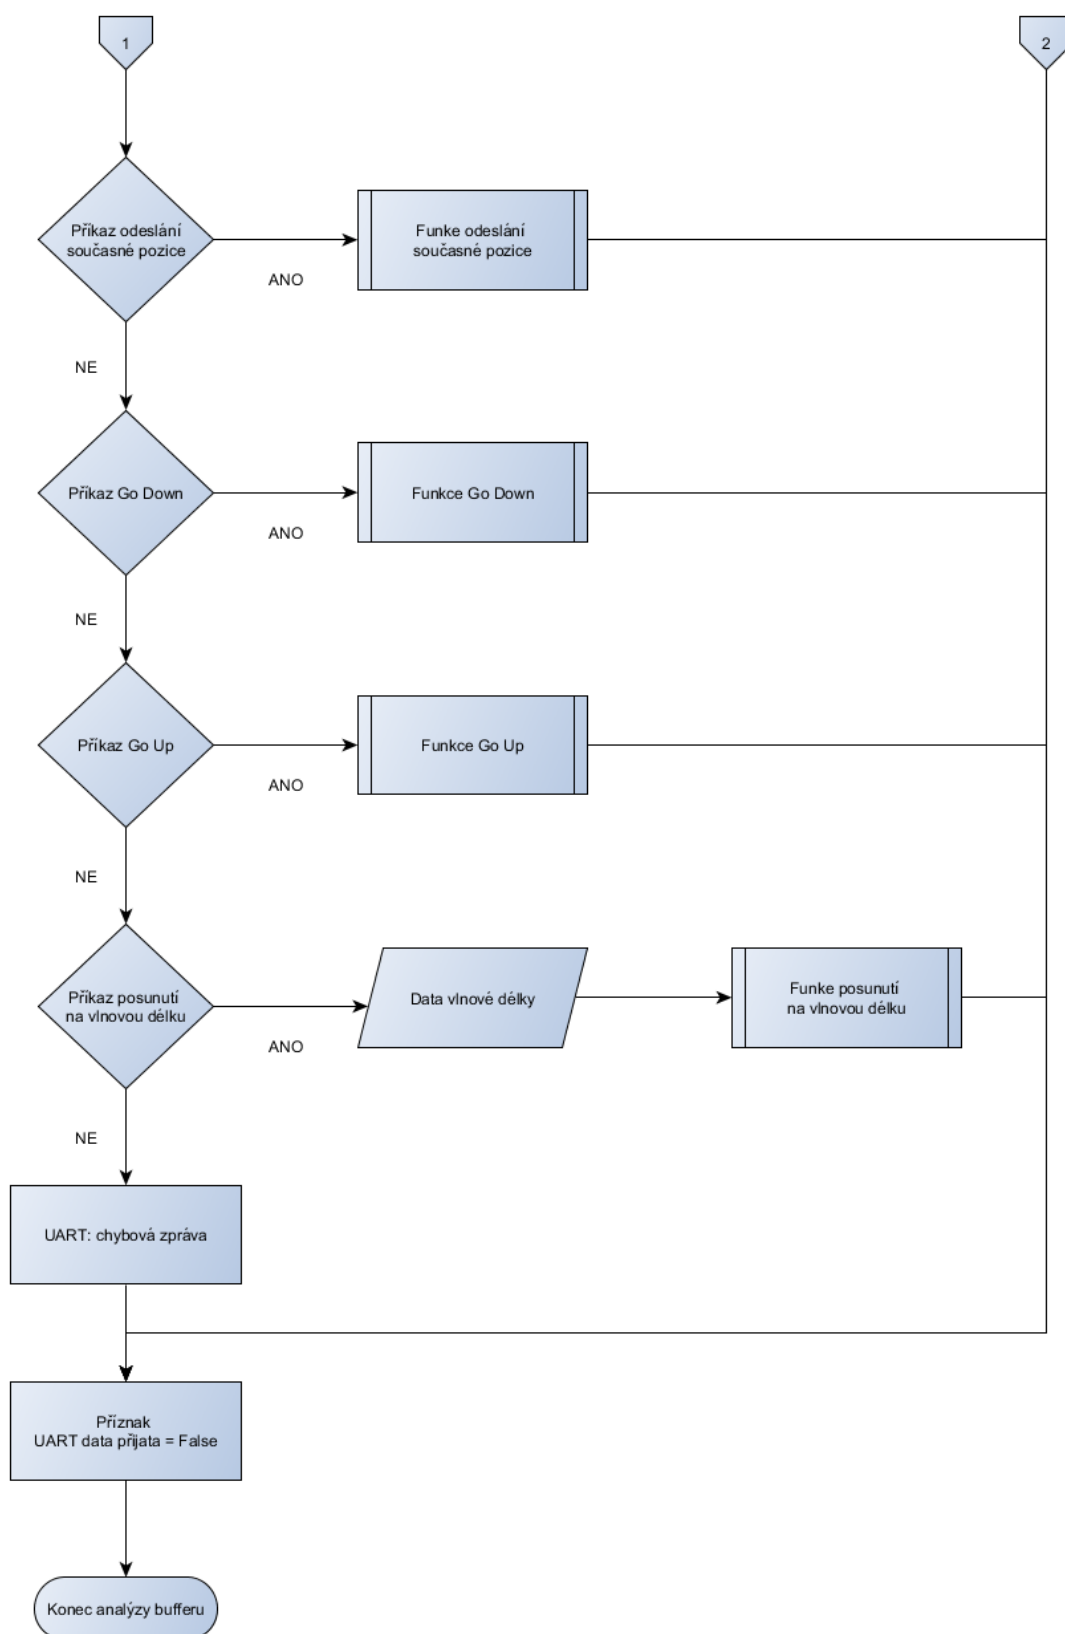 1
2
Příkaz odeslání
současné pozice
Funke odeslání
současné pozice
ANO
NE
Příkaz Go Down
Funkce Go Down
ANO
NE
Příkaz Go Up
Funkce Go Up
ANO
NE
Příkaz posunutí
na vlnovou délku
Data vlnové délky
Funke posunutí
na vlnovou délku
ANO
NE
UART: chybová zpráva
Příznak
UART data přijata = False
Konec analýzy bufferu